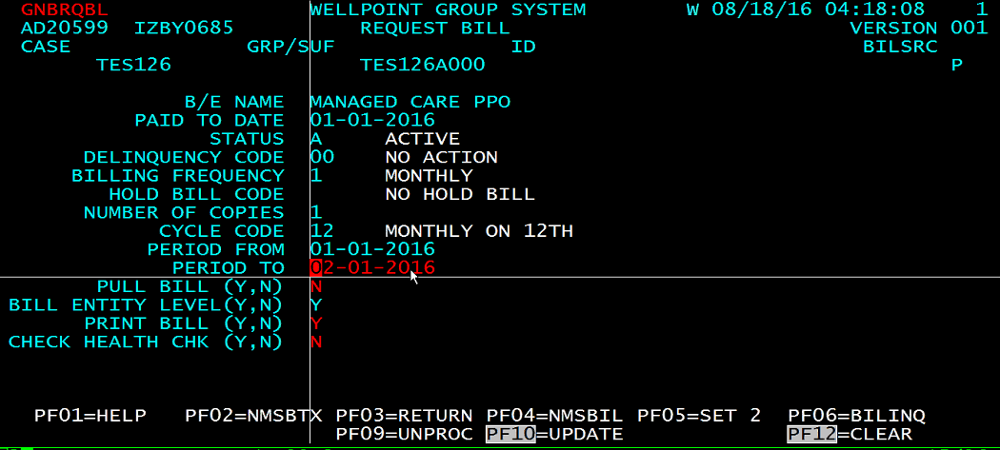 GNBRQBL WELLPOINT GROUP SYSTEM W 08/18/16 04:18:08 1
AD20599 IZBY0685 REQUEST BILL VERSION 001
CASE GRP/SUF ID BILSRC
TES126 TES126A000 P
B/E NAME MANAGED CARE PPO
PAID TO DATE 01-01-2016
STATUS A ACTIVE
DELINQUENCY CODE 00 NO ACTION
BILLING FREQUENCY 1 MONTHLY
HOLD BILL CODE NO HOLD BILL
NUMBER OF COPIES 1
CYCLE CODE 12 MONTHLY ON 12TH
PERIOD FROM 01-01-2016
PERIOD TO 02-01-2016
PULL BILL (Y,N) N
BILL ENTITY LEVEL(Y,N) Y
PRINT BILL (Y,N) Y
CHECK HEALTH CHK (Y,N) N
PF01=HELP PF02=NMSBTX PF03=RETURN PF04=NMSBIL PF05=SET 2 PF06=BILINQ
PF09=UNPROC PF10=UPDATE PF12=CLEAR